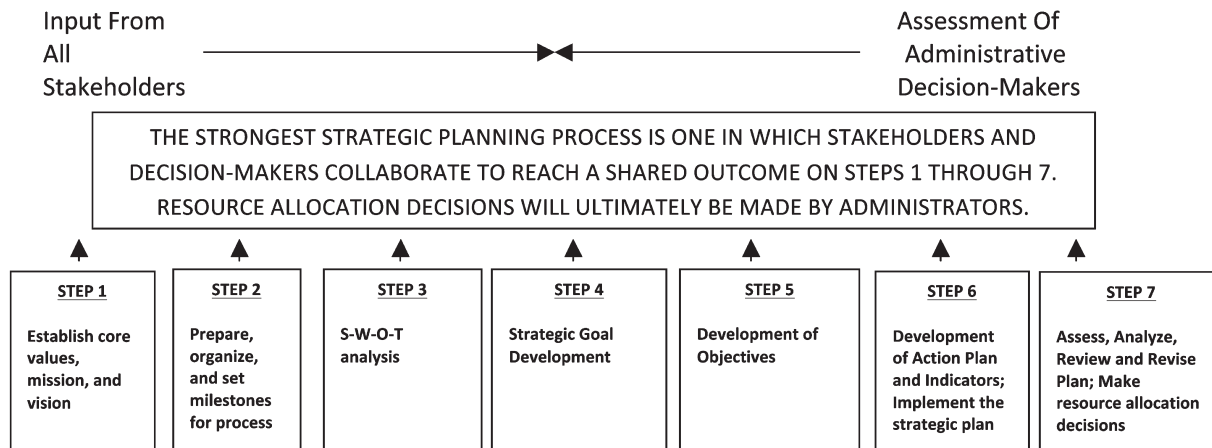 Input From
All
Stakeholders
Assessment Of
Administrative
Decision-Makers
THE STRONGEST STRATEGIC PLANNING PROCESS IS ONE IN WHICH STAKEHOLDERS AND
DECISION-MAKERS COLLABORATE TO REACH A SHARED OUTCOME ON STEPS 1 THROUGH 7.
RESOURCE ALLOCATION DECISIONS WILL ULTIMATELY BE MADE BY ADMINISTRATORS.
STEP 1
Establish core
values,
mission, and
vision
STEP 2
Prepare,
organize,
and set
milestones
for process
STEP 3
S-W-O-T
analysis
STEP 4
Strategic Goal
Development
STEP 5
Development of
Objectives
STEP 6
Development
of Action Plan
and Indicators;
Implement the
strategic plan
STEP 7
Assess, Analyze,
Review and Revise
Plan; Make
resource allocation
decisions